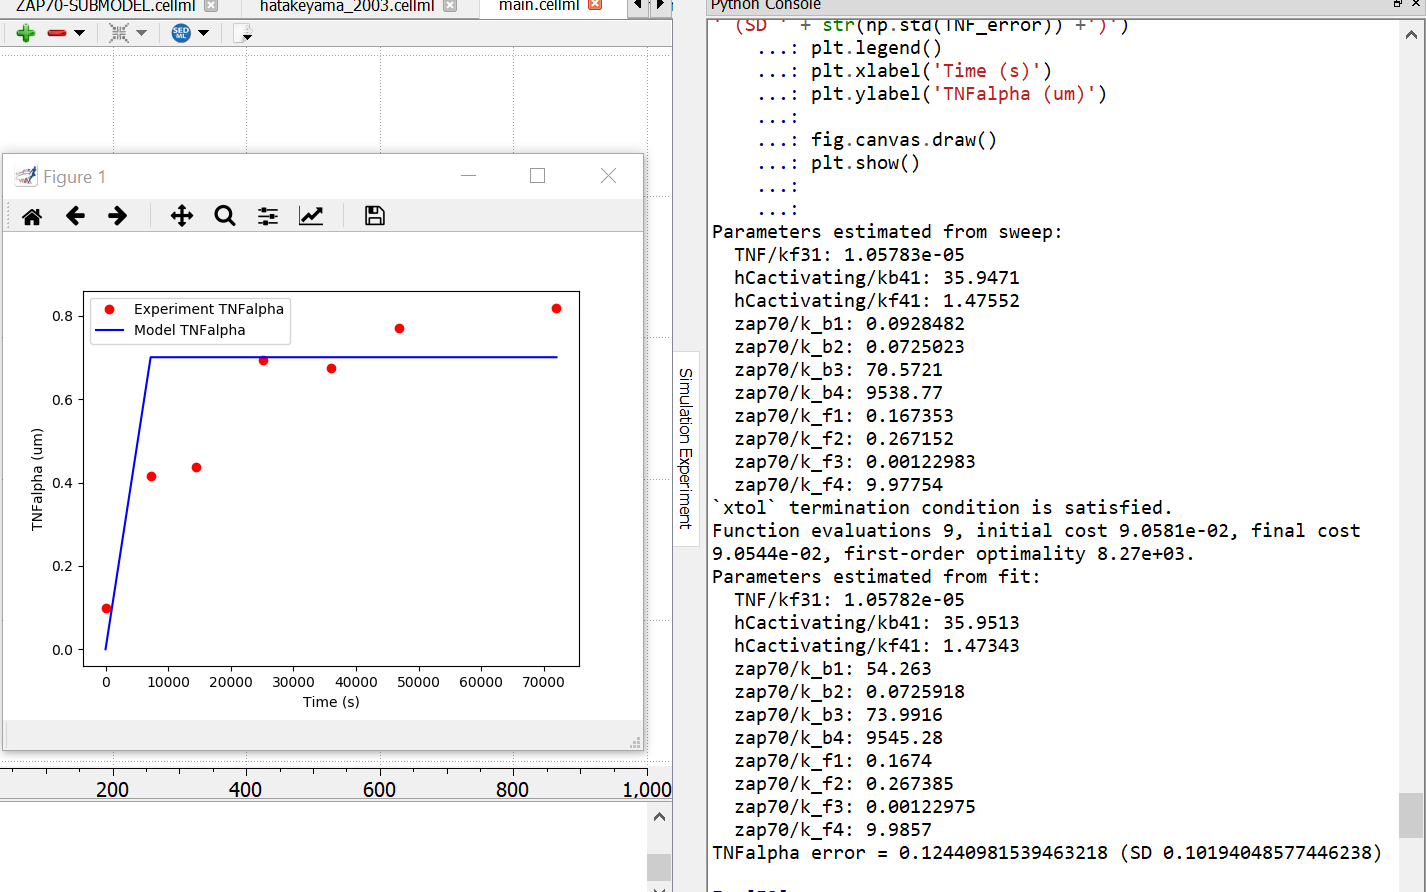 ZAP70-SUBMODEL.cellml
hatakeyama_2003.cellml
main.cellml
SED
ML
Figure 1
0.8
0.6
0.4
0.2
0.0
TNFalpha (um)
Experiment TNFalpha
Model TNFalpha
0 10000 20000 30000 40000 50000 60000 70000
Time (s)
200 400 600 800 1,000
Simulation Experiment
Python Console
' (SD ' + str(np.std(TNF_error)) +')')
...: plt.legend()
...: plt.xlabel('Time (s)')
...: plt.ylabel('TNFalpha (um)')
...:
...: fig.canvas.draw()
...: plt.show()
...:
...:
Parameters estimated from sweep:
TNF/kf31: 1.05783e-05
hCactivating/kb41: 35.9471
hCactivating/kf41: 1.47552
zap70/k_b1: 0.0928482
zap70/k_b2: 0.0725023
zap70/k_b3: 70.5721
zap70/k_b4: 9538.77
zap70/k_f1: 0.167353
zap70/k_f2: 0.267152
zap70/k_f3: 0.00122983
zap70/k_f4: 9.97754
`xtol` termination condition is satisfied.
Function evaluations 9, initial cost 9.0581e-02, final cost
9.0544e-02, first-order optimality 8.27e+03.
Parameters estimated from fit:
TNF/kf31: 1.05782e-05
hCactivating/kb41: 35.9513
hCactivating/kf41: 1.47343
zap70/k_b1: 54.263
zap70/k_b2: 0.0725918
zap70/k_b3: 73.9916
zap70/k_b4: 9545.28
zap70/k_f1: 0.1674
zap70/k_f2: 0.267385
zap70/k_f3: 0.00122975
zap70/k_f4: 9.9857
TNFalpha error = 0.12440981539463218 (SD 0.10194048577446238)